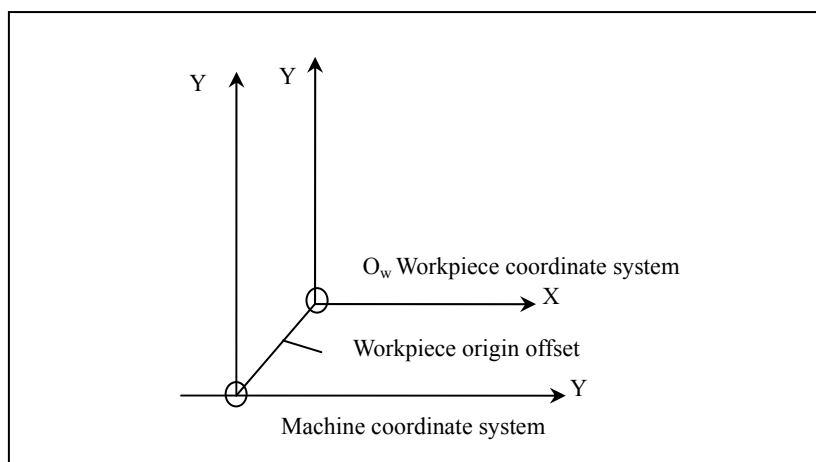 Y
Y
Ow Workpiece coordinate system
X
Workpiece origin offset
Y
Machine coordinate system